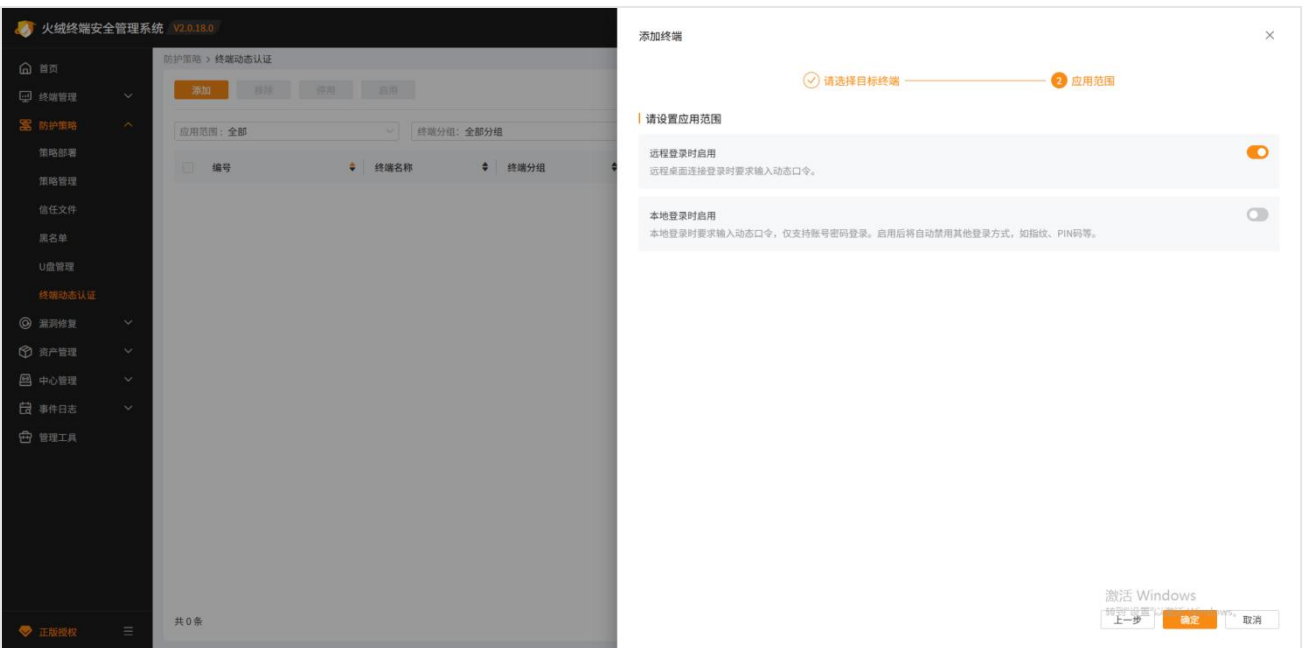 火绒终端安全管理系统 V2.0.18.0
首页
终端管理
防护策略
策略部署
策略管理
信任文件
黑名单
U盘管理
终端动态认证
漏洞修复
资产管理
中心管理
事件日志
管理工具
正版授权
防护策略 > 终端动态认证
添加 移除 停用 启用
应用范围: 全部 终端分组: 全部分组
编号 终端名称 终端分组
共 0 条
添加终端
请选择目标终端 2 应用范围
请设置应用范围
远程登录时启用
远程桌面连接登录时要求输入动态口令。
本地登录时启用
本地登录时要求输入动态口令，仅支持账号密码登录。启用后将自动禁用其他登录方式，如指纹、PIN码等。
激活 Windows
上一步 确定 取消